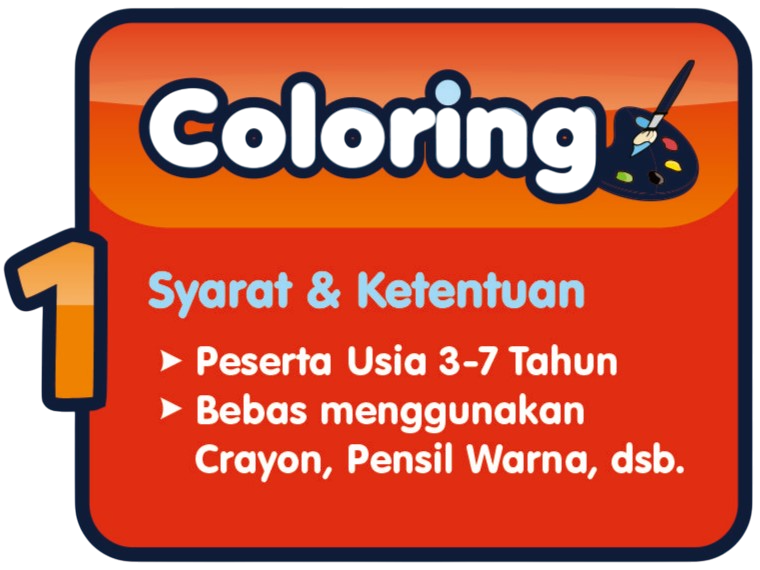 Coloring
1
Syarat & Ketentuan
➤ Peserta Usia 3-7 Tahun
➤ Bebas menggunakan
Crayon, Pensil Warna, dsb.